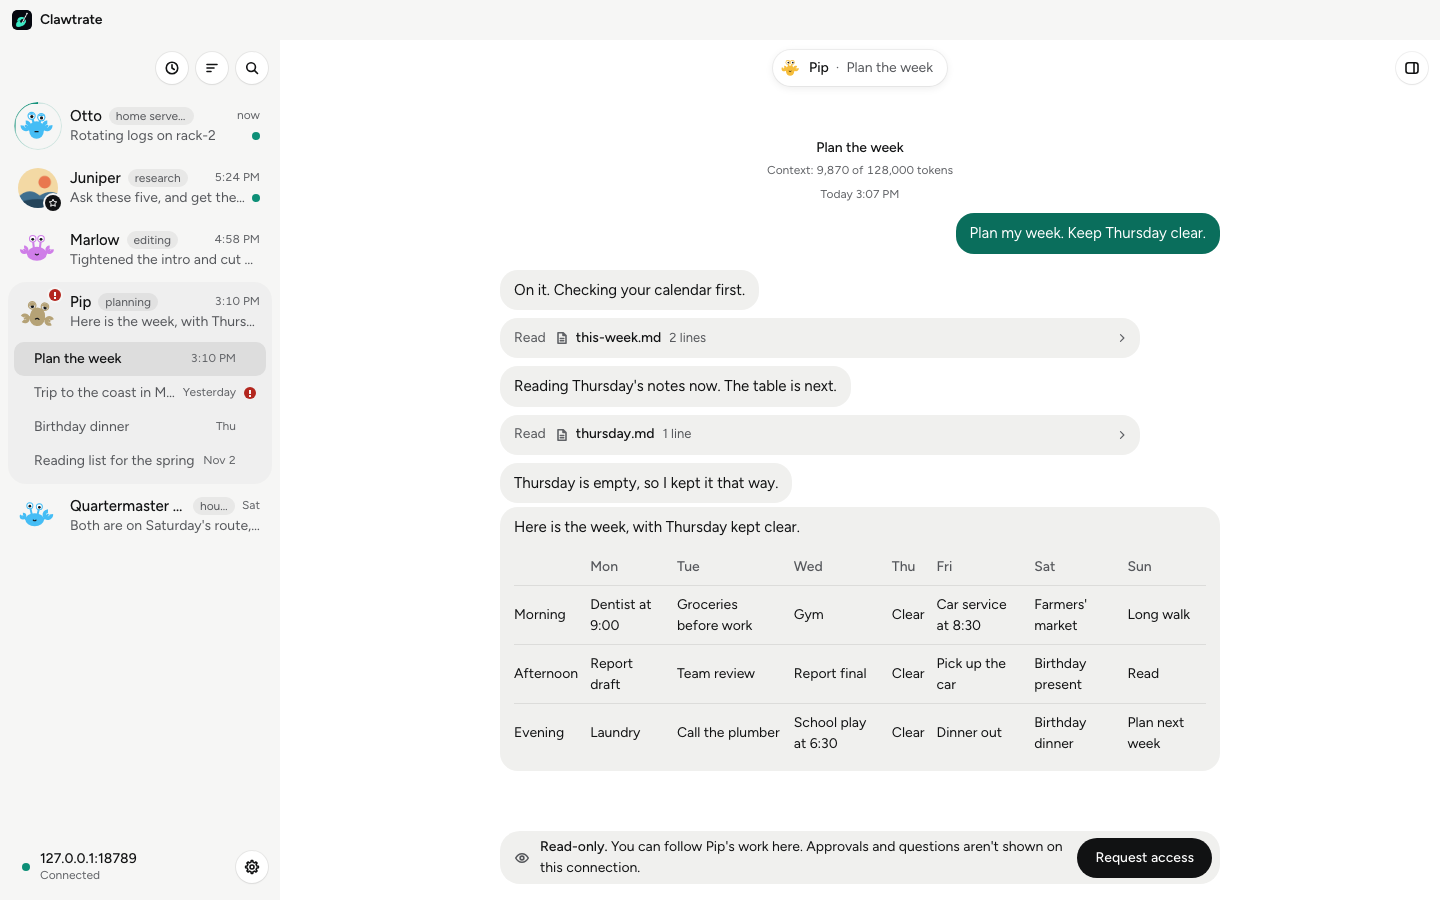 Clawtrate
Otto home serve... now
Rotating logs on rack-2
Juniper research 5:24 PM
Ask these five, and get the...
Marlow editing 4:58 PM
Tightened the intro and cut ...
Pip planning 3:10 PM
Here is the week, with Thurs...
Plan the week 3:10 PM
Trip to the coast in M... Yesterday
Birthday dinner Thu
Reading list for the spring Nov 2
Quartermaster ... hou... Sat
Both are on Saturday's route,...
127.0.0.1:18789
Connected
Pip · Plan the week
Plan the week
Context: 9,870 of 128,000 tokens
Today 3:07 PM
Plan my week. Keep Thursday clear.
On it. Checking your calendar first.
Read this-week.md 2 lines
Reading Thursday's notes now. The table is next.
Read thursday.md 1 line
Thursday is empty, so I kept it that way.
Here is the week, with Thursday kept clear.
Mon Tue Wed Thu Fri Sat Sun
Morning Dentist at 9:00 Groceries before work Gym Clear Car service at 8:30 Farmers' market Long walk
Afternoon Report draft Team review Report final Clear Pick up the car Birthday present Read
Evening Laundry Call the plumber School play at 6:30 Clear Dinner out Birthday dinner Plan next week
Read-only. You can follow Pip's work here. Approvals and questions aren't shown on
this connection.
Request access